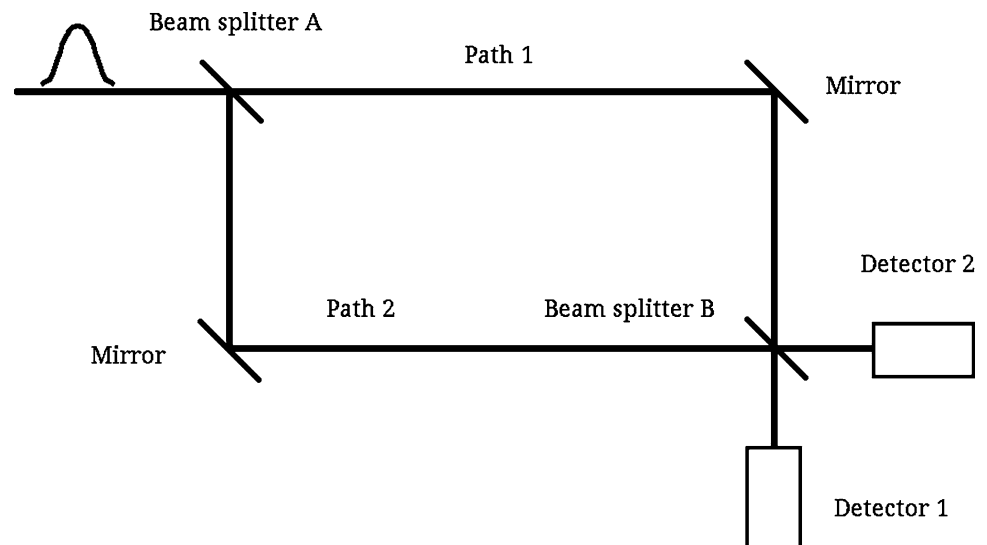 Beam splitter A
Path 1
Mirror
Detector 2
Path 2
Beam splitter B
Mirror
Detector 1